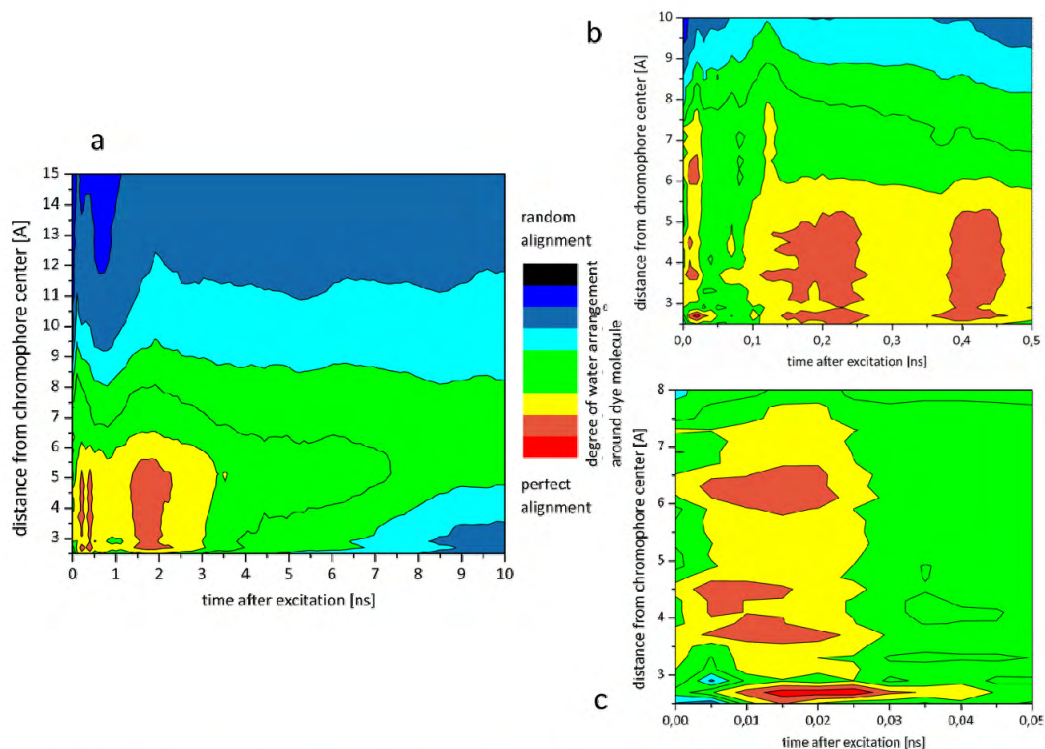 a
distance from chromophore center [A]
15
14
13
12
11
10
9
8
7
6
5
4
3
0 1 2 3 4 5 6 7 8 9 10
time after excitation [ns]
random
alignment
degree of water arrangement
around dye molecule
perfect
alignment
b
distance from chromophore center [A]
10
9
8
7
6
5
4
3
0,0 0,1 0,2 0,3 0,4 0,5
time after excitation [ns]
c
distance from chromophore center [A]
8
7
6
5
4
3
0,00 0,01 0,02 0,03 0,04 0,05
time after excitation [ns]